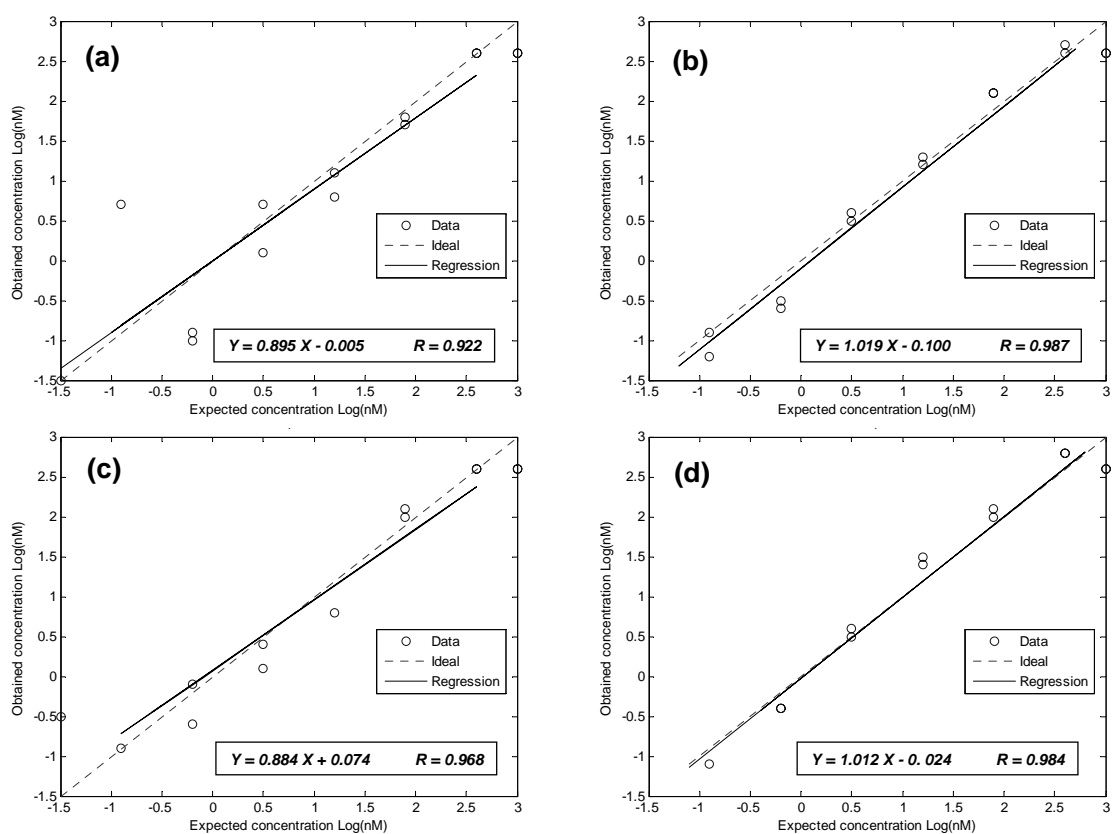 (a)
3
2.5
2
1.5
1
0.5
0
-0.5
-1
-1.5
Obtained concentration Log(nM)
Data
Ideal
Regression
Y = 0.895 X - 0.005 R = 0.922
-1.5 -1 -0.5 0 0.5 1 1.5 2 2.5 3
Expected concentration Log(nM)
(b)
3
2.5
2
1.5
1
0.5
0
-0.5
-1
-1.5
Obtained concentration Log(nM)
Data
Ideal
Regression
Y = 1.019 X - 0.100 R = 0.987
-1.5 -1 -0.5 0 0.5 1 1.5 2 2.5 3
Expected concentration Log(nM)
(c)
3
2.5
2
1.5
1
0.5
0
-0.5
-1
-1.5
Obtained concentration Log(nM)
Data
Ideal
Regression
Y = 0.884 X + 0.074 R = 0.968
-1.5 -1 -0.5 0 0.5 1 1.5 2 2.5 3
Expected concentration Log(nM)
(d)
3
2.5
2
1.5
1
0.5
0
-0.5
-1
-1.5
Obtained concentration Log(nM)
Data
Ideal
Regression
Y = 1.012 X - 0. 024 R = 0.984
-1.5 -1 -0.5 0 0.5 1 1.5 2 2.5 3
Expected concentration Log(nM)